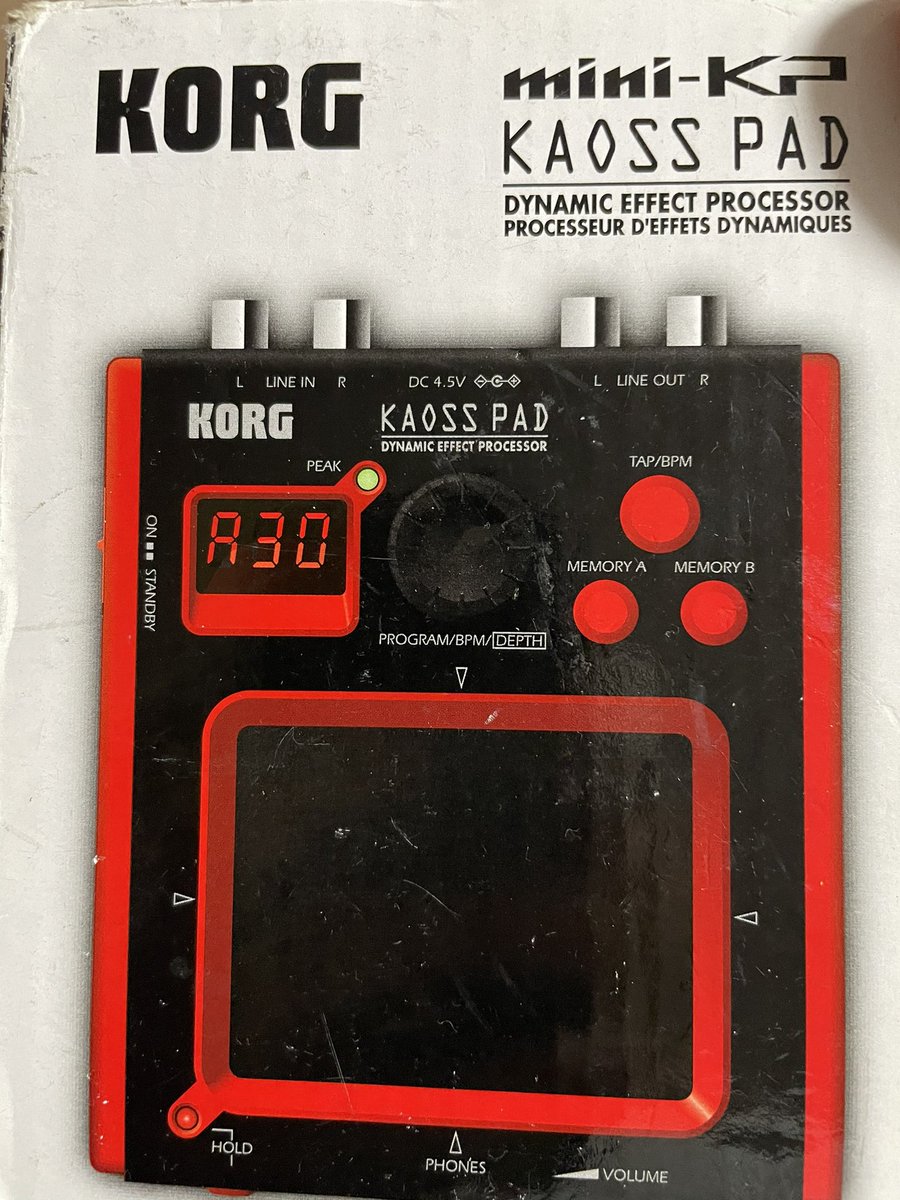 KORG
mini-KP
KAOSS PAD
DYNAMIC EFFECT PROCESSOR
PROCESSEUR D'EFFETS DYNAMIQUES
L LINE IN R
DC 4.5V
L LINE OUT R
KORG
KAOSS PAD
DYNAMIC EFFECT PROCESSOR
PEAK
TAP/BPM
A30
ON STANDBY
MEMORY A
MEMORY B
PROGRAM/BPM/DEPTH
HOLD
PHONES
VOLUME